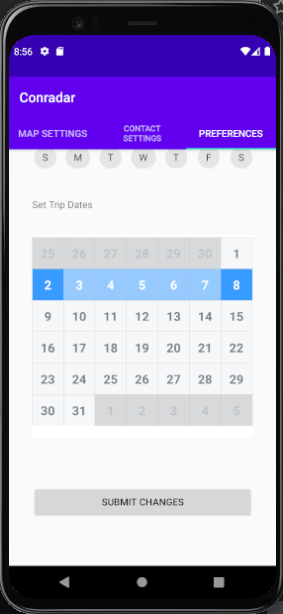 8:56
Conradar
MAP SETTINGS CONTACT SETTINGS PREFERENCES
S M T W T F S
Set Trip Dates
25 26 27 28 29 30 1
2 3 4 5 6 7 8
9 10 11 12 13 14 15
16 17 18 19 20 21 22
23 24 25 26 27 28 29
30 31 1 2 3 4 5
SUBMIT CHANGES